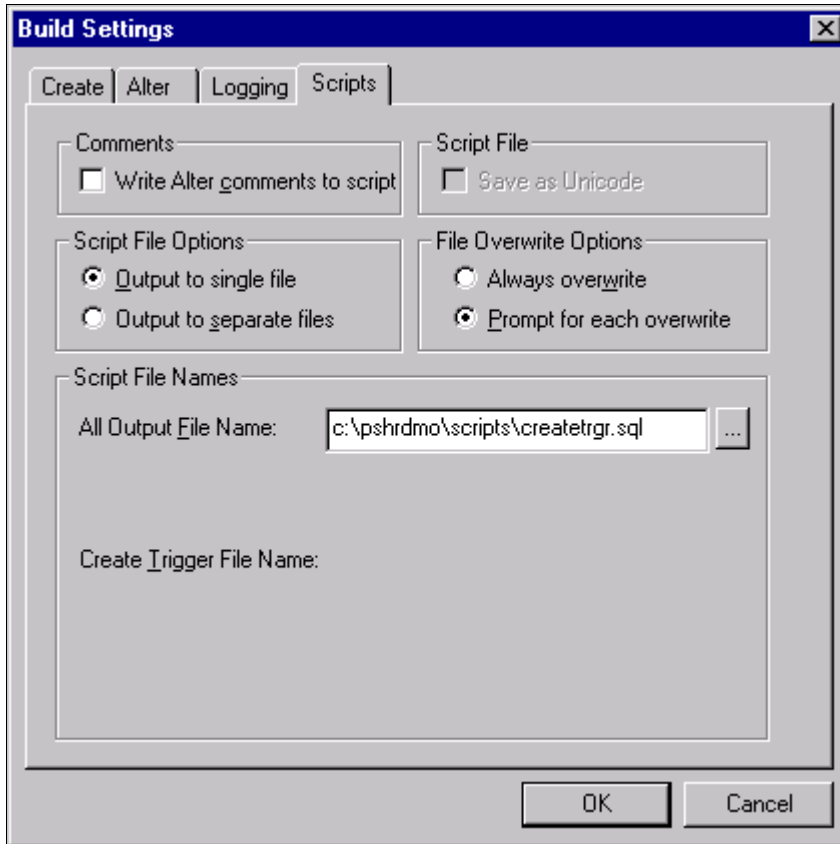 Build Settings
Create Alter Logging Scripts
Comments
Write Alter comments to script
Script File
Save as Unicode
Script File Options
Output to single file
Output to separate files
File Overwrite Options
Always overwrite
Prompt for each overwrite
Script File Names
All Output File Name: c:\pshrdmo\scripts\createtrgr.sql ...
Create Trigger File Name:
OK Cancel